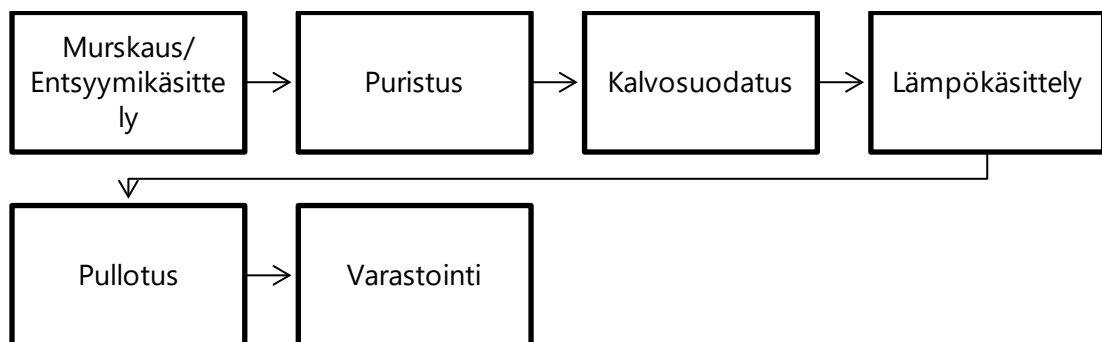 Murskaus/
Entsyymikäsitte
ly
Puristus
Kalvosuodatus
Lämpökäsittely
Pullotus
Varastointi